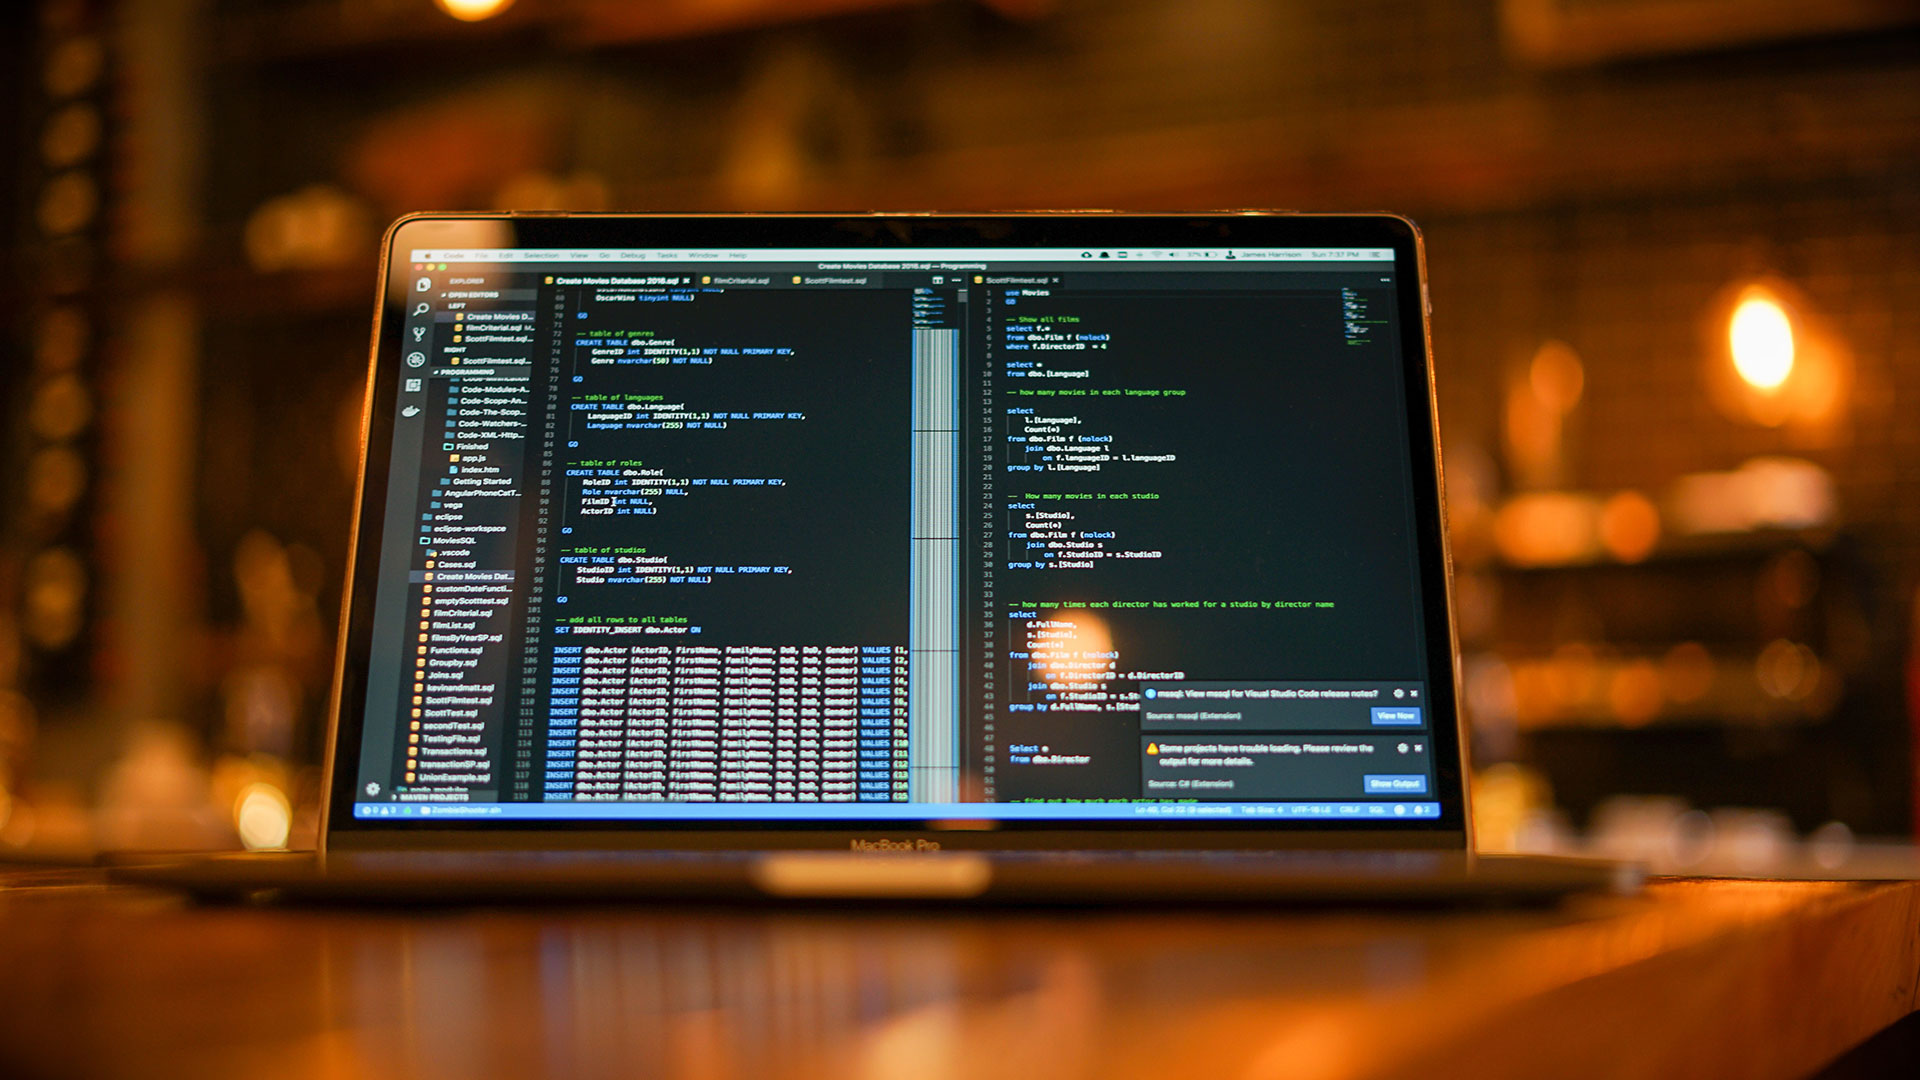 Code File Edit Selection View Go Debug Tasks Window Help
37% James Harrison Sun 7:37 PM
Create Movies Database 2016.sql — Programming
EXPLORER
OPEN EDITORS
LEFT
Create Movies D...
filmCriterial.sql M...
ScottFilmtest.sql...
RIGHT
ScottFilmtest.sql...
PROGRAMMING
Code-Modules-A...
Code-Scope-An...
Code-The-Scop...
Code-Watchers-...
Code-XML-Http...
Finished
app.js
index.htm
Getting Started
AngularPhoneCatT...
vega
eclipse
eclipse-workspace
MoviesSQL
.vscode
Cases.sql
Create Movies Dat...
customDateFuncti...
emptyScotttest.sql
filmCriterial.sql
filmList.sql
filmsByYearSP.sql
Functions.sql
Groupby.sql
Joins.sql
kevinandmatt.sql
ScottFilmtest.sql
ScottTest.sql
secondTest.sql
TestingFile.sql
Transactions.sql
transactionSP.sql
UnionExample.sql
node_modules
MAVEN PROJECTS
Create Movies Database 2016.sql filmCriterial.sql ScottFilmtest.sql
OscarWins tinyint NULL)
70 GO
71
72 -- table of genres
73 CREATE TABLE dbo.Genre(
74 GenreID int IDENTITY(1,1) NOT NULL PRIMARY KEY,
75 Genre nvarchar(50) NOT NULL)
76
77 GO
78
79 -- table of languages
80 CREATE TABLE dbo.Language(
81 LanguageID int IDENTITY(1,1) NOT NULL PRIMARY KEY,
82 Language nvarchar(255) NOT NULL)
83
84 GO
85
86 -- table of roles
87 CREATE TABLE dbo.Role(
88 RoleID int IDENTITY(1,1) NOT NULL PRIMARY KEY,
89 Role nvarchar(255) NULL,
90 FilmID int NULL,
91 ActorID int NULL)
92
93 GO
94
95 -- table of studios
96 CREATE TABLE dbo.Studio(
97 StudioID int IDENTITY(1,1) NOT NULL PRIMARY KEY,
98 Studio nvarchar(255) NOT NULL)
99
100 GO
101
102 -- add all rows to all tables
103 SET IDENTITY_INSERT dbo.Actor ON
104
105 INSERT dbo.Actor (ActorID, FirstName, FamilyName, DoB, DoD, Gender) VALUES (1,
106 INSERT dbo.Actor (ActorID, FirstName, FamilyName, DoB, DoD, Gender) VALUES (2,
107 INSERT dbo.Actor (ActorID, FirstName, FamilyName, DoB, DoD, Gender) VALUES (3,
108 INSERT dbo.Actor (ActorID, FirstName, FamilyName, DoB, DoD, Gender) VALUES (4,
109 INSERT dbo.Actor (ActorID, FirstName, FamilyName, DoB, DoD, Gender) VALUES (5,
110 INSERT dbo.Actor (ActorID, FirstName, FamilyName, DoB, DoD, Gender) VALUES (6,
111 INSERT dbo.Actor (ActorID, FirstName, FamilyName, DoB, DoD, Gender) VALUES (7,
112 INSERT dbo.Actor (ActorID, FirstName, FamilyName, DoB, DoD, Gender) VALUES (8,
113 INSERT dbo.Actor (ActorID, FirstName, FamilyName, DoB, DoD, Gender) VALUES (9,
114 INSERT dbo.Actor (ActorID, FirstName, FamilyName, DoB, DoD, Gender) VALUES (10
115 INSERT dbo.Actor (ActorID, FirstName, FamilyName, DoB, DoD, Gender) VALUES (11
116 INSERT dbo.Actor (ActorID, FirstName, FamilyName, DoB, DoD, Gender) VALUES (12
117 INSERT dbo.Actor (ActorID, FirstName, FamilyName, DoB, DoD, Gender) VALUES (13
118 INSERT dbo.Actor (ActorID, FirstName, FamilyName, DoB, DoD, Gender) VALUES (14
119 INSERT dbo.Actor (ActorID, FirstName, FamilyName, DoB, DoD, Gender) VALUES (15
ScottFilmtest.sql
1 use Movies
2 GO
3
4 -- Show all films
5 select f.*
6 from dbo.Film f (nolock)
7 where f.DirectorID = 4
8
9 select *
10 from dbo.[Language]
11
12 -- how many movies in each language group
13
14 select
15 l.[Language],
16 Count(*)
17 from dbo.Film f (nolock)
18 join dbo.Language l
19 on f.languageID = l.languageID
20 group by l.[Language]
21
22
23 -- How many movies in each studio
24 select
25 s.[Studio],
26 Count(*)
27 from dbo.Film f (nolock)
28 join dbo.Studio s
29 on f.StudioID = s.StudioID
30 group by s.[Studio]
31
32
33
34 -- how many times each director has worked for a studio by director name
35 select
36 d.FullName,
37 s.[Studio],
38 Count(*)
39 from dbo.Film f (nolock)
40 join dbo.Director d
41 on f.DirectorID = d.DirectorID
42 join dbo.Studio s
43 on f.StudioID = s.St
44 group by d.FullName, s.[Stud
45
48 Select *
49 from dbo.Director
50
-- find out how much each actor has made
mssql: View mssql for Visual Studio Code release notes?
Source: mssql (Extension)
View Now
Some projects have trouble loading. Please review the
output for more details.
Source: C# (Extension)
Show Output
ZombieShooter.sln
Tab Size: 4 UTF-16 LE CRLF SQL
MacBook Pro